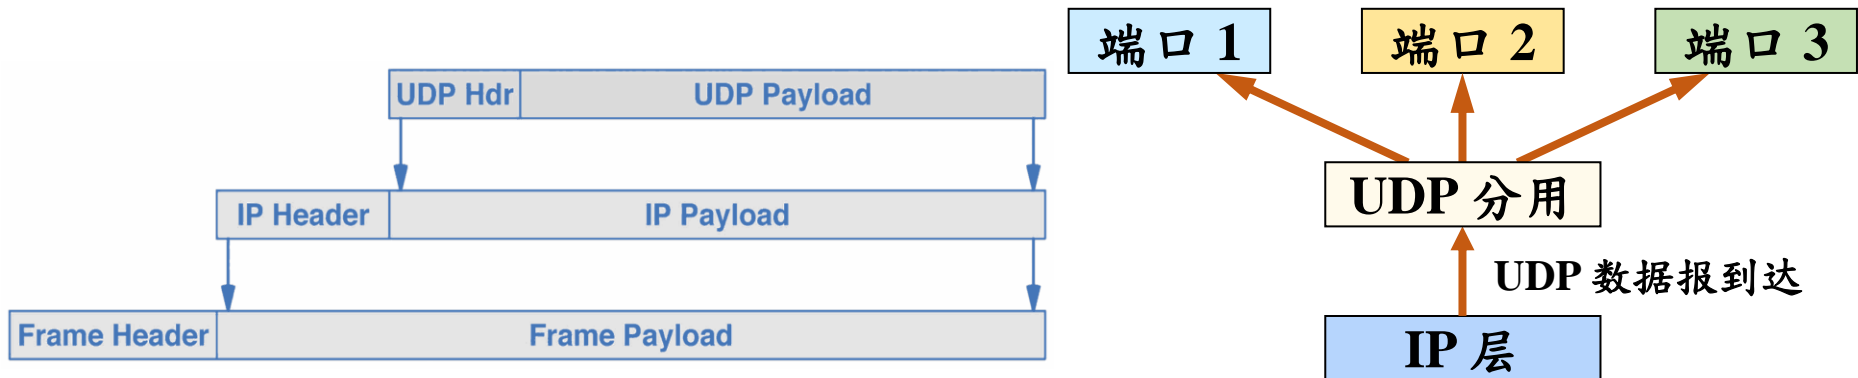 UDP Hdr UDP Payload
IP Header IP Payload
Frame Header Frame Payload
端口 1 端口 2 端口 3
UDP 分用
UDP 数据报到达
IP 层